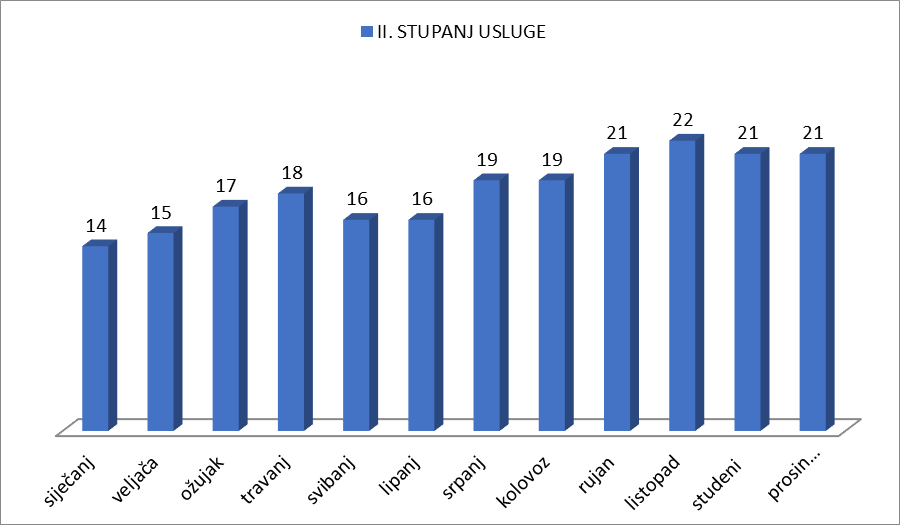 II. STUPANJ USLUGE
14
15
17
18
16
16
19
19
21
22
21
21
siječanj
veljača
ožujak
travanj
svibanj
lipanj
srpanj
kolovoz
rujan
listopad
studeni
prosin...